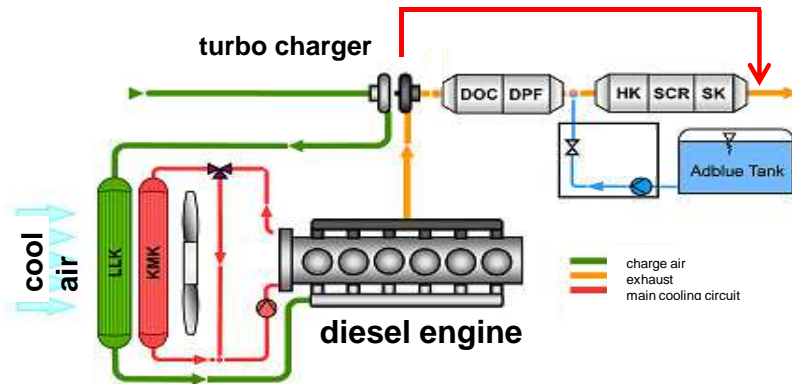 turbo charger
DOC DPF
HK SCR SK
Adblue Tank
cool
air
LLK
KMK
charge air
exhaust
main cooling circuit
diesel engine